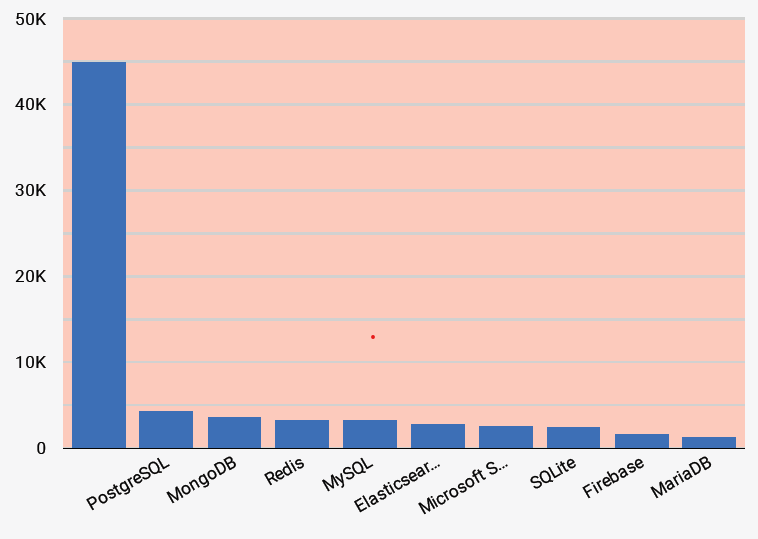 50K
40K
30K
20K
10K
0
PostgreSQL
MongoDB
Redis
MySQL
Elasticsear...
Microsoft S...
SQLite
Firebase
MariaDB